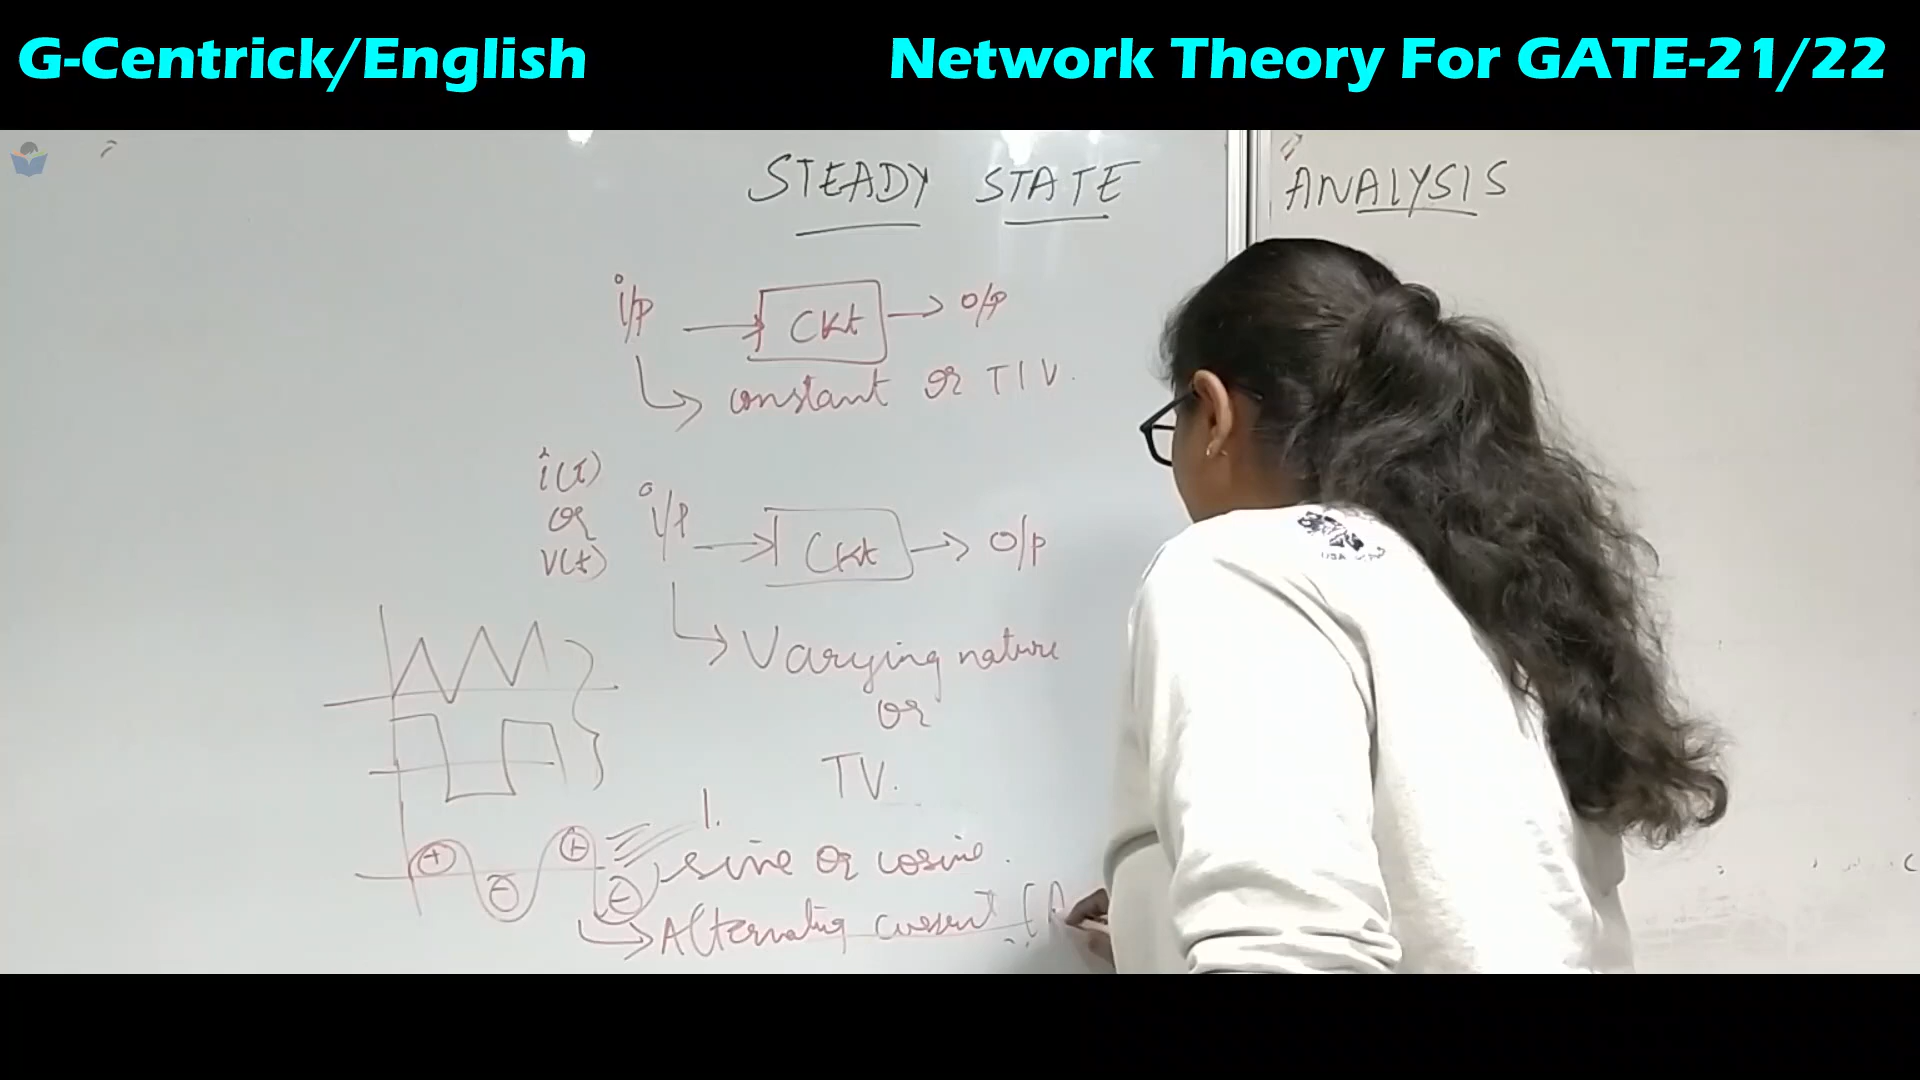 G-Centrick/English Network Theory For GATE-21/22
STEADY STATE ANALYSIS
i/p → Ckt → o/p
constant or TIV.
i(t)
or
v(t)
i/p → Ckt → o/p
Varying nature
or
TV.
+ - + -
sine or cosine.
Alternating current (A